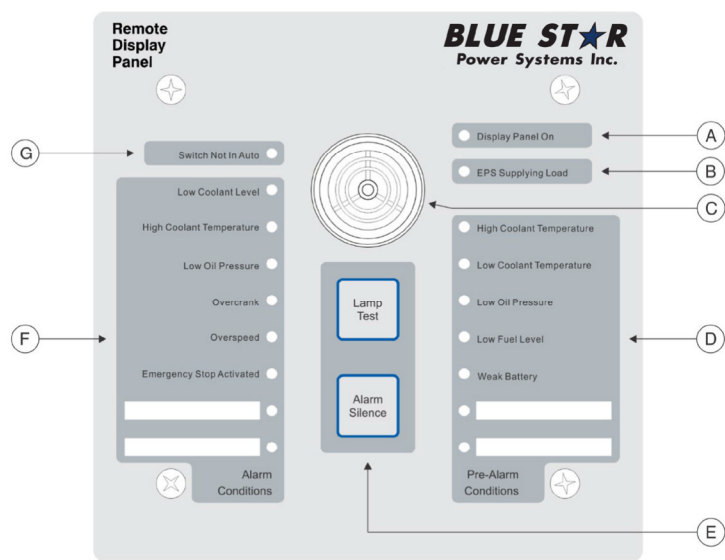 Remote
Display
Panel
BLUE ST★R
Power Systems Inc.
Display Panel On
A
EPS Supplying Load
B
G
Switch Not In Auto
C
Low Coolant Level
High Coolant Temperature
Low Oil Pressure
Overcrank
Overspeed
Emergency Stop Activated
F
Alarm
Conditions
Lamp
Test
Alarm
Silence
High Coolant Temperature
Low Coolant Temperature
Low Oil Pressure
Low Fuel Level
Weak Battery
D
Pre-Alarm
Conditions
E